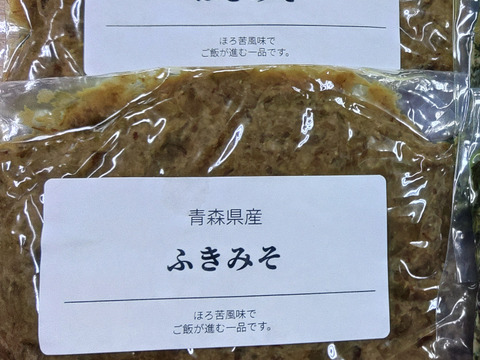 ほろ苦風味で
ご飯が進む一品です。
青森県産
ふきみそ
ほろ苦風味で
ご飯が進む一品です。